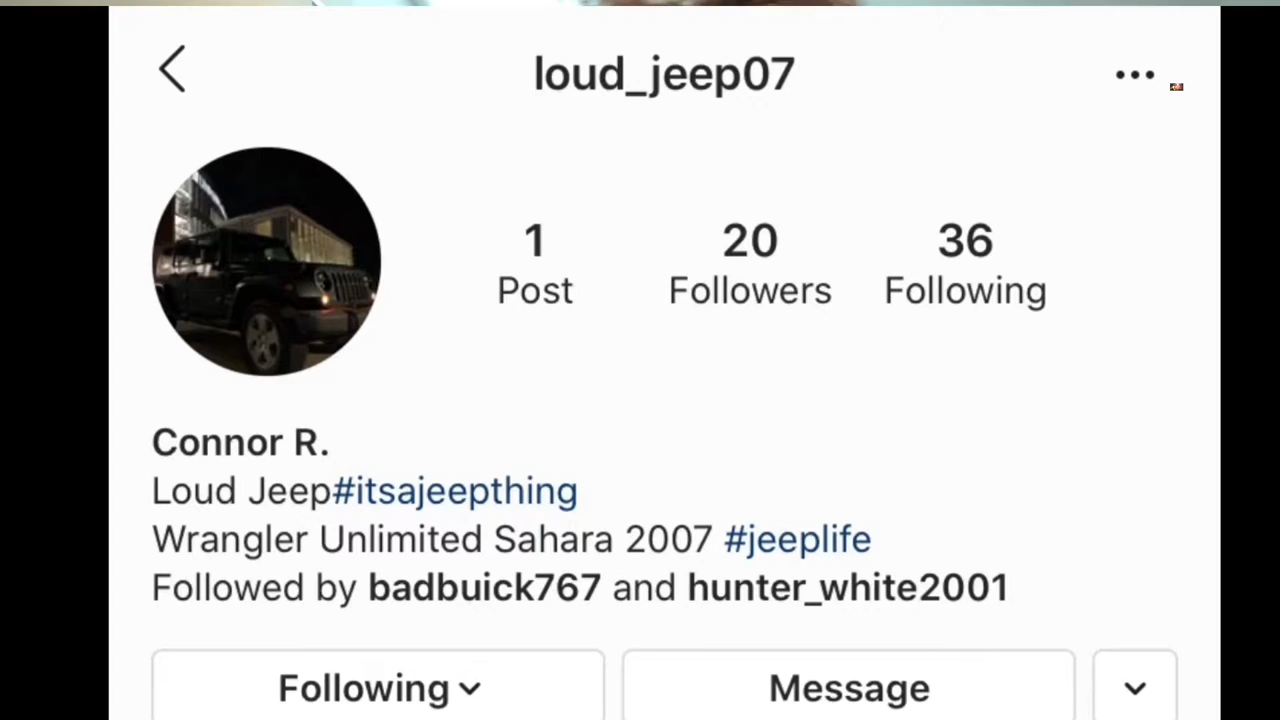 loud_jeep07
1
Post
20
Followers
36
Following
Connor R.
Loud Jeep#itsajeepthing
Wrangler Unlimited Sahara 2007 #jeeplife
Followed by badbuick767 and hunter_white2001
Following
Message